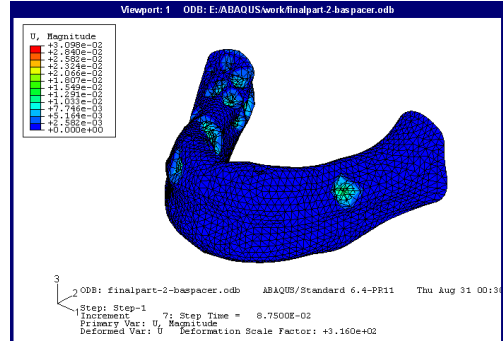 Viewport: 1 ODB: E:/ABAQUS/work/finalpart-2-baspacer.odb
U, Magnitude
+3.098e-02
+2.840e-02
+2.582e-02
+2.324e-02
+2.066e-02
+1.807e-02
+1.549e-02
+1.291e-02
+1.033e-02
+7.746e-03
+5.164e-03
+2.582e-03
+0.000e+00
3
2
1
ODB: finalpart-2-baspacer.odb ABAQUS/Standard 6.4-PR11 Thu Aug 31 00:30
Step: Step-1
Increment 7: Step Time = 8.7500E-02
Primary Var: U, Magnitude
Deformed Var: U Deformation Scale Factor: +3.160e+02